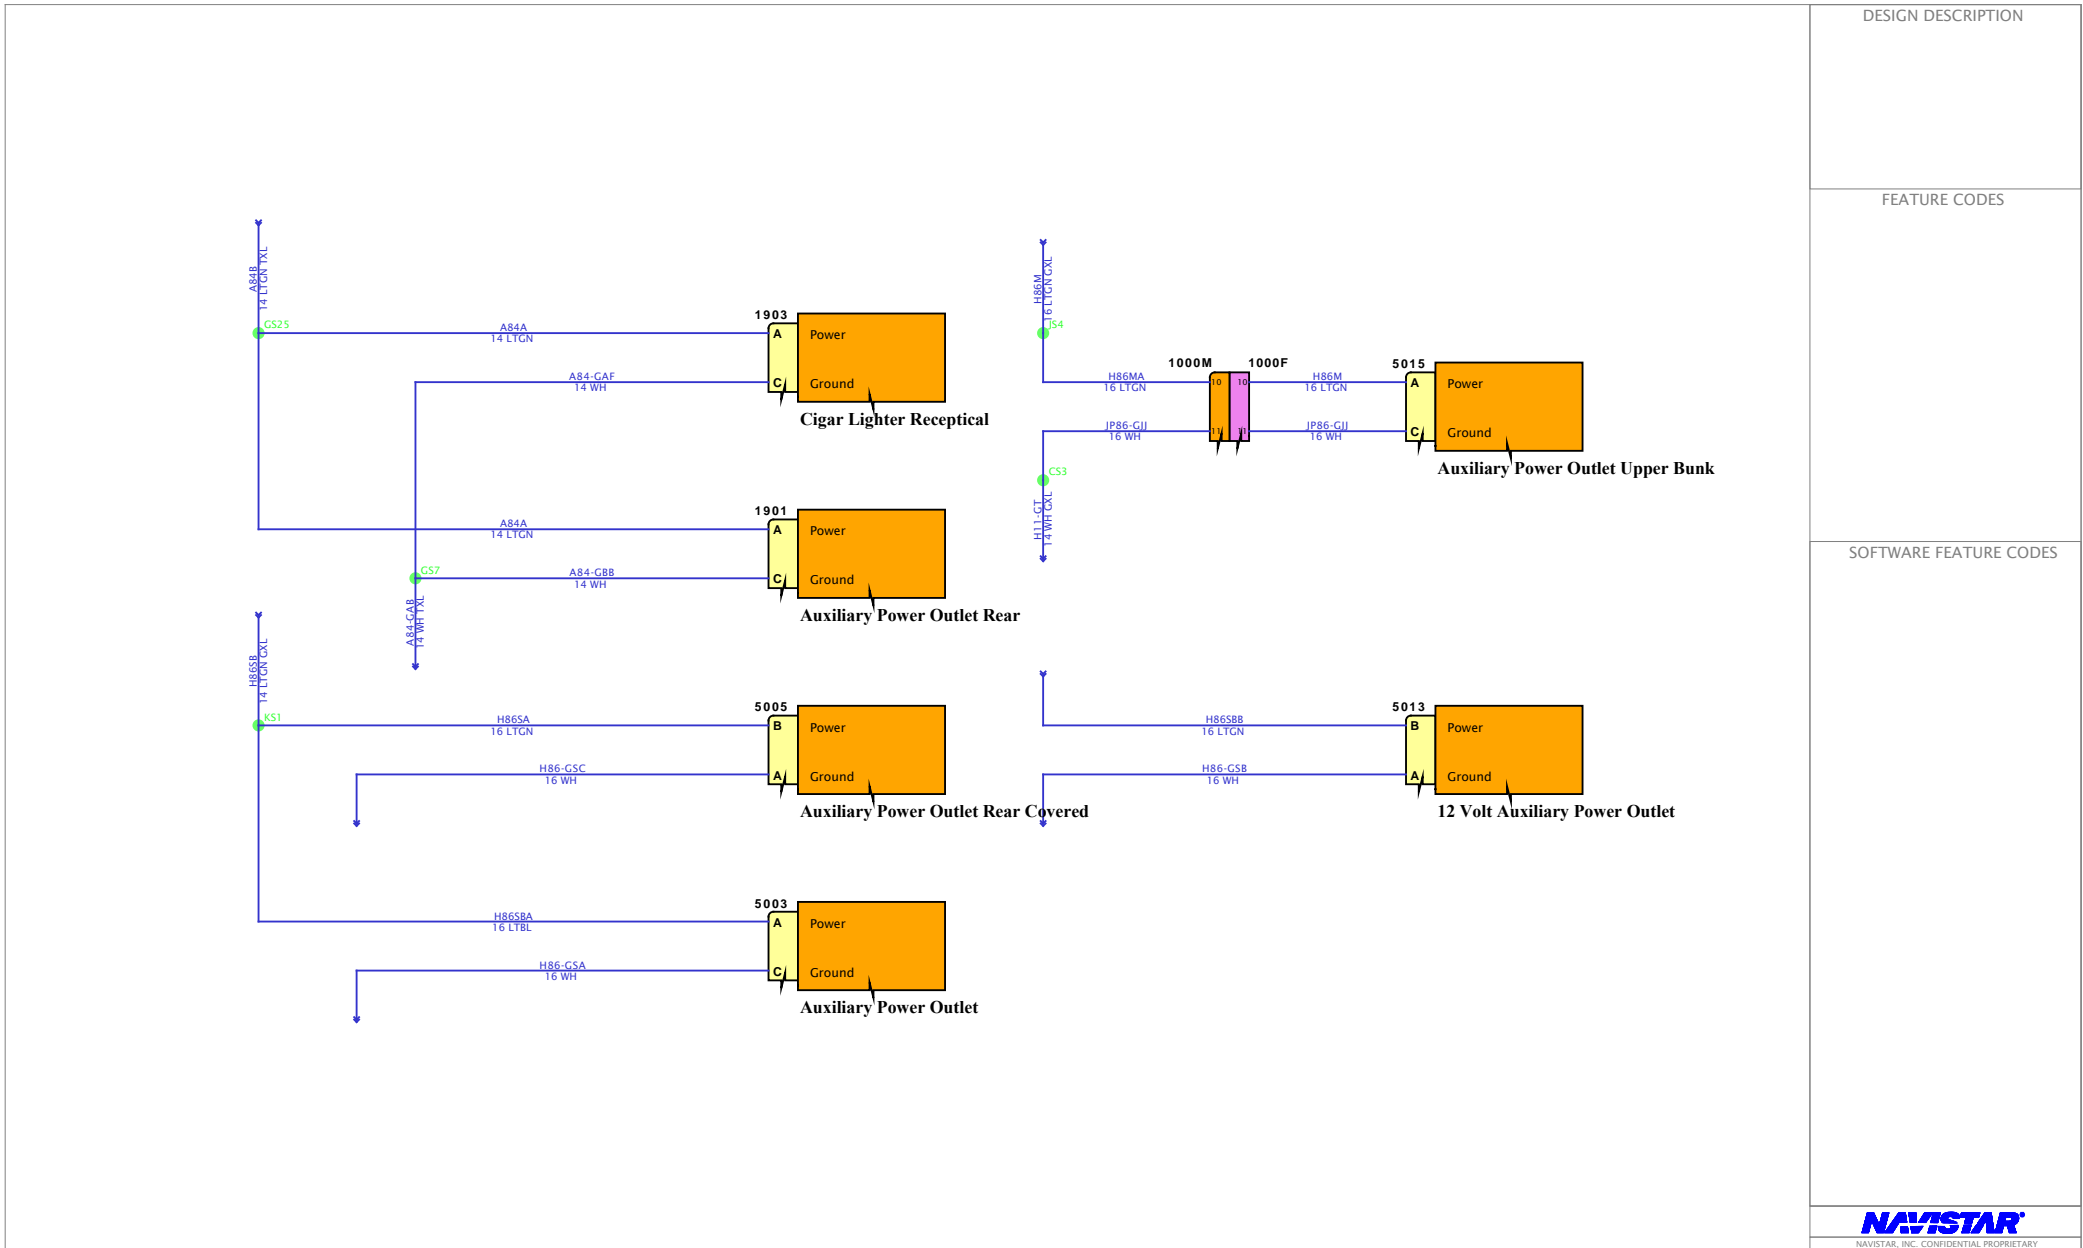 DESIGN DESCRIPTION
FEATURE CODES
SOFTWARE FEATURE CODES
A84B
14 LTGN TXL
GS25
A84A
14 LTGN
1903
A
Power
A84-GAF
14 WH
C
Ground
Cigar Lighter Receptical
A84A
14 LTGN
1901
A
Power
GS7
A84-GBB
14 WH
C
Ground
Auxiliary Power Outlet Rear
A84-GAB
14 WH TXL
H86SB
14 LTGN GXL
KS1
H86SA
16 LTGN
5005
B
Power
H86-GSC
16 WH
A
Ground
Auxiliary Power Outlet Rear Covered
H86SBA
16 LTBL
5003
A
Power
H86-GSA
16 WH
C
Ground
Auxiliary Power Outlet
H86M
16 LTGN GXL
JS4
1000M
1000F
H86MA
16 LTGN
10
10
H86M
16 LTGN
5015
A
Power
JP86-GJJ
16 WH
11
11
JP86-GJJ
16 WH
C
Ground
Auxiliary Power Outlet Upper Bunk
CS3
H11-GT
14 WH GXL
H86SBB
16 LTGN
5013
B
Power
H86-GSB
16 WH
A
Ground
12 Volt Auxiliary Power Outlet
NAVISTAR
NAVISTAR, INC. CONFIDENTIAL PROPRIETARY